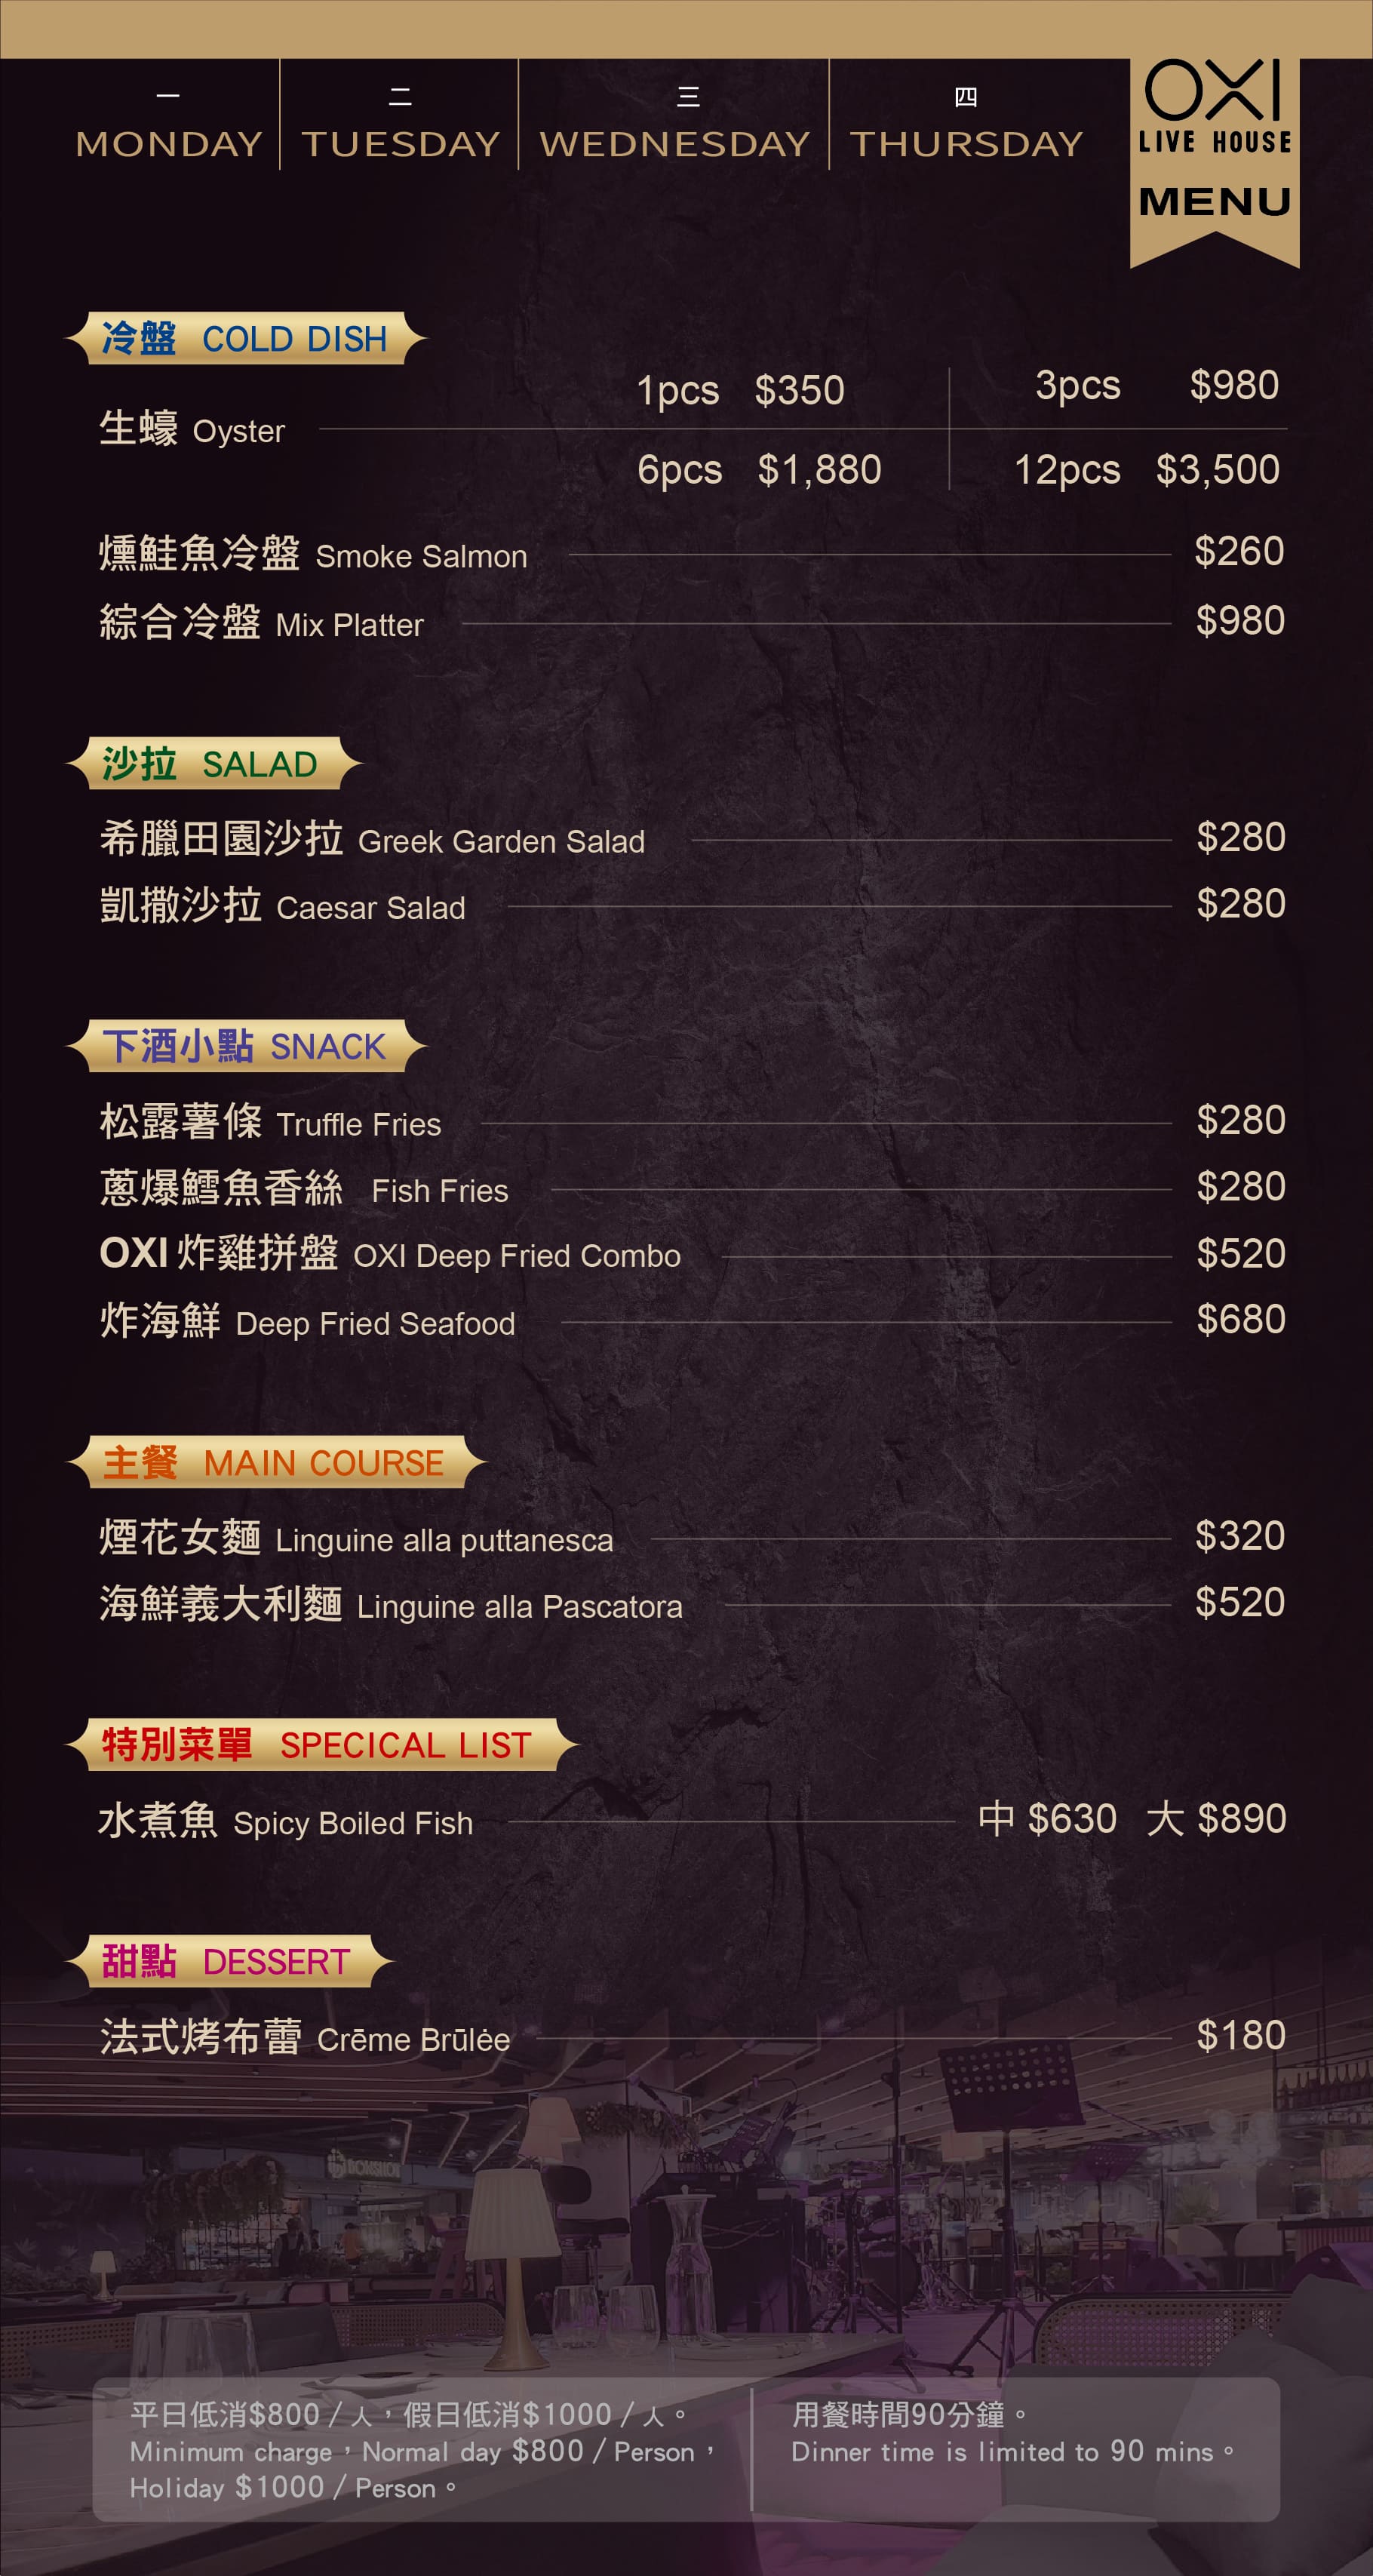 一 二 三 四
MONDAY TUESDAY WEDNESDAY THURSDAY
OXI
LIVE HOUSE
MENU
冷盤 COLD DISH
生蠔 Oyster
1pcs $350 3pcs $980
6pcs $1,880 12pcs $3,500
燻鮭魚冷盤 Smoke Salmon $260
綜合冷盤 Mix Platter $980
沙拉 SALAD
希臘田園沙拉 Greek Garden Salad $280
凱撒沙拉 Caesar Salad $280
下酒小點 SNACK
松露薯條 Truffle Fries $280
蔥爆鱈魚香絲 Fish Fries $280
OXI 炸雞拼盤 OXI Deep Fried Combo $520
炸海鮮 Deep Fried Seafood $680
主餐 MAIN COURSE
煙花女麵 Linguine alla puttanesca $320
海鮮義大利麵 Linguine alla Pascatora $520
特別菜單 SPECICAL LIST
水煮魚 Spicy Boiled Fish 中 $630 大 $890
甜點 DESSERT
法式烤布蕾 Crēme Brūlėe $180
平日低消$800/人，假日低消$1000/人。
Minimum charge，Normal day $800/Person，
Holiday $1000/Person。
用餐時間90分鐘。
Dinner time is limited to 90 mins。